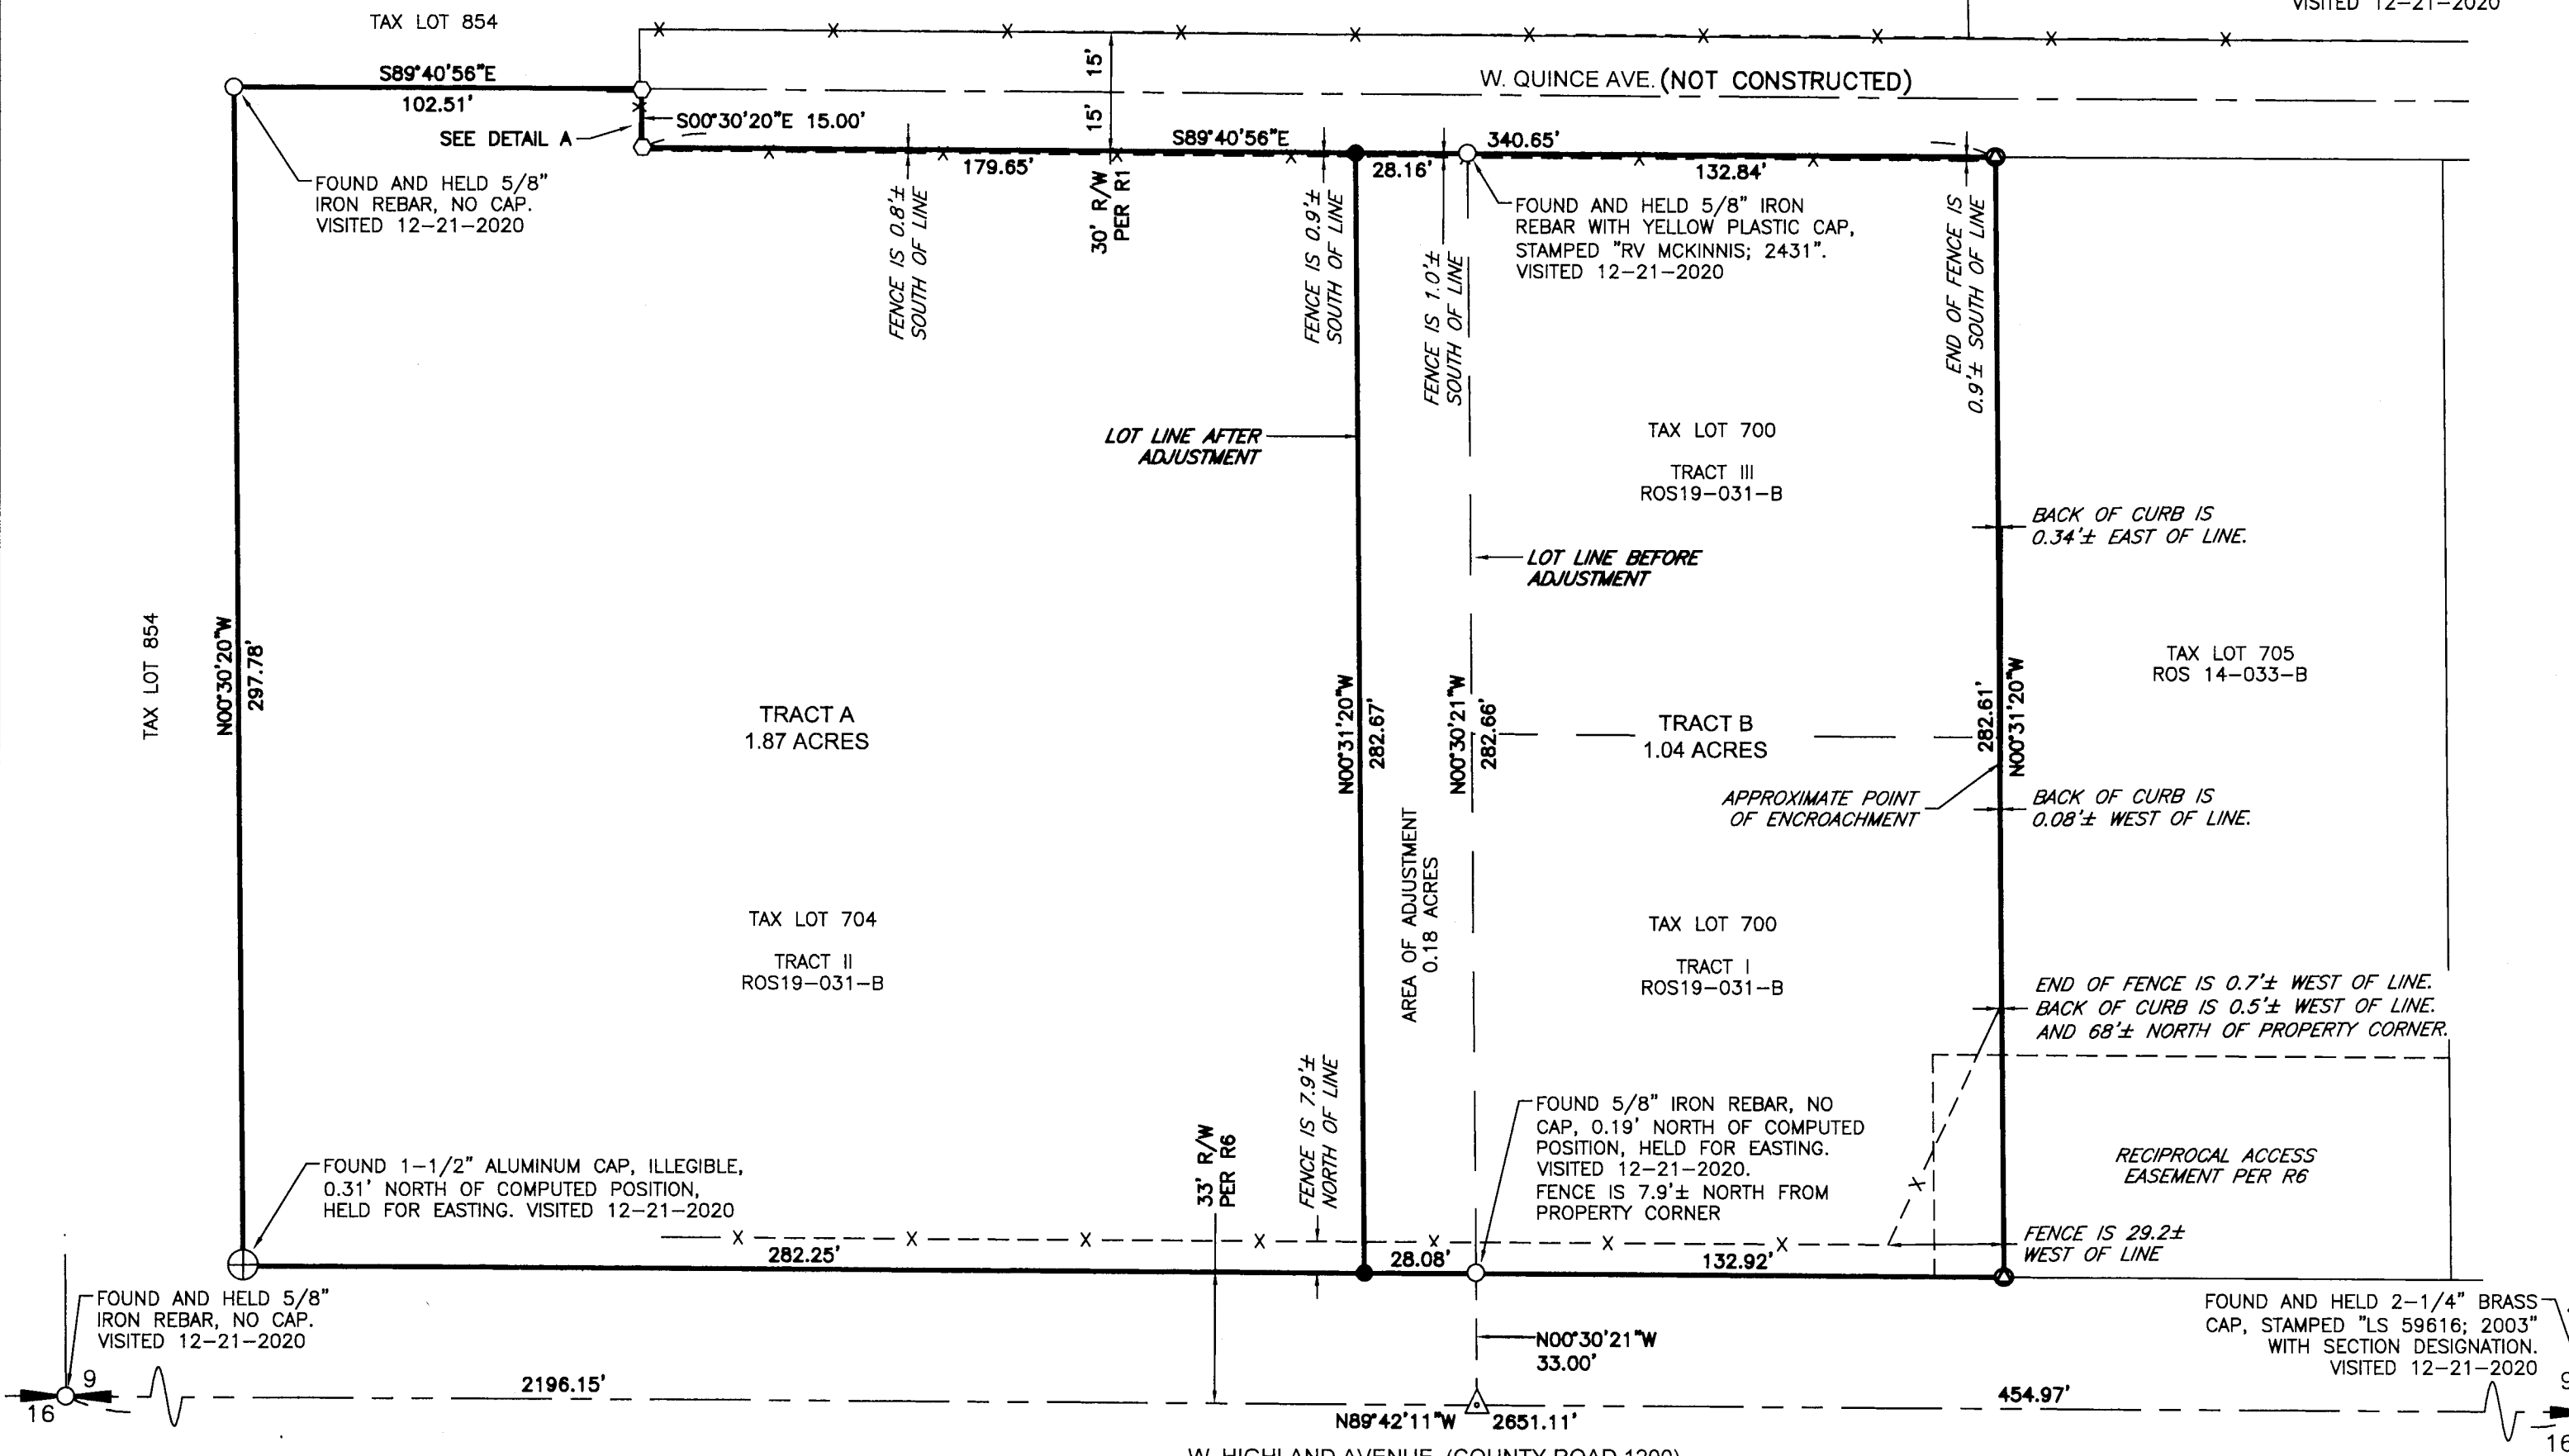 TAX LOT 854
VISITED 12-21-2020
S89°40'56"E
102.51'
15'
15'
W. QUINCE AVE. (NOT CONSTRUCTED)
SEE DETAIL A
S00°30'20"E 15.00'
S89°40'56"E
340.65'
179.65'
28.16'
132.84'
FOUND AND HELD 5/8"
IRON REBAR, NO CAP.
VISITED 12-21-2020
FENCE IS 0.8'±
SOUTH OF LINE
30' R/W
PER R1
FENCE IS 0.9'±
SOUTH OF LINE
FENCE IS 1.0'±
SOUTH OF LINE
FOUND AND HELD 5/8" IRON
REBAR WITH YELLOW PLASTIC CAP,
STAMPED "RV MCKINNIS; 2431".
VISITED 12-21-2020
END OF FENCE IS
0.9'± SOUTH OF LINE
LOT LINE AFTER
ADJUSTMENT
TAX LOT 700
TRACT III
ROS19-031-B
BACK OF CURB IS
0.34'± EAST OF LINE.
LOT LINE BEFORE
ADJUSTMENT
TAX LOT 854
N00°30'20"W
297.78'
TRACT A
1.87 ACRES
N00°31'20"W
282.67'
N00°30'21"W
282.66'
TRACT B
1.04 ACRES
282.61'
N00°31'20"W
TAX LOT 705
ROS 14-033-B
APPROXIMATE POINT
OF ENCROACHMENT
BACK OF CURB IS
0.08'± WEST OF LINE.
AREA OF ADJUSTMENT
0.18 ACRES
TAX LOT 704
TRACT II
ROS19-031-B
TAX LOT 700
TRACT I
ROS19-031-B
END OF FENCE IS 0.7'± WEST OF LINE.
BACK OF CURB IS 0.5'± WEST OF LINE.
AND 68'± NORTH OF PROPERTY CORNER.
FOUND 1-1/2" ALUMINUM CAP, ILLEGIBLE,
0.31' NORTH OF COMPUTED POSITION,
HELD FOR EASTING. VISITED 12-21-2020
33' R/W
PER R6
FENCE IS 7.9'±
NORTH OF LINE
FOUND 5/8" IRON REBAR, NO
CAP, 0.19' NORTH OF COMPUTED
POSITION, HELD FOR EASTING.
VISITED 12-21-2020.
FENCE IS 7.9'± NORTH FROM
PROPERTY CORNER
RECIPROCAL ACCESS
EASEMENT PER R6
FENCE IS 29.2±
WEST OF LINE
282.25'
28.08'
132.92'
FOUND AND HELD 5/8"
IRON REBAR, NO CAP.
VISITED 12-21-2020
N00°30'21"W
33.00'
FOUND AND HELD 2-1/4" BRASS
CAP, STAMPED "LS 59616; 2003"
WITH SECTION DESIGNATION.
VISITED 12-21-2020
9
16
2196.15'
N89°42'11"W 2651.11'
454.97'
9
16
W. HIGHLAND AVENUE (COUNTY ROAD 1200)